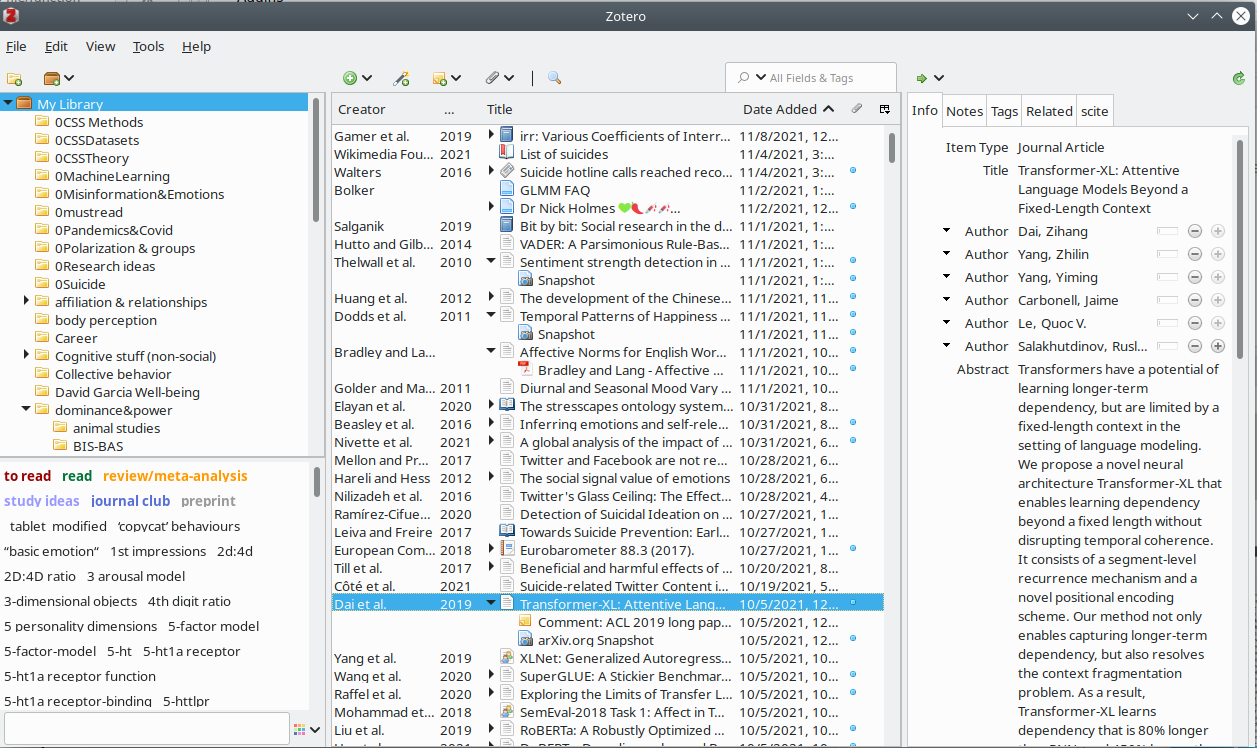 Zotero
File Edit View Tools Help
All Fields & Tags
My Library
0CSS Methods
0CSSDatasets
0CSSTheory
0MachineLearning
0Misinformation&Emotions
0mustread
0Pandemics&Covid
0Polarization & groups
0Research ideas
0Suicide
affiliation & relationships
body perception
Career
Cognitive stuff (non-social)
Collective behavior
David Garcia Well-being
dominance&power
animal studies
BIS-BAS
to read read review/meta-analysis
study ideas journal club preprint
tablet modified ‘copycat’ behaviours
“basic emotion“ 1st impressions 2d:4d
2D:4D ratio 3 arousal model
3-dimensional objects 4th digit ratio
5 personality dimensions 5-factor model
5-factor-model 5-ht 5-ht1a receptor
5-ht1a receptor function
5-ht1a receptor-binding 5-httlpr
Creator ... Title Date Added
Gamer et al. 2019 irr: Various Coefficients of Interr... 11/8/2021, 12...
Wikimedia Fou... 2021 List of suicides 11/4/2021, 3:...
Walters 2016 Suicide hotline calls reached reco... 11/4/2021, 3:...
Bolker GLMM FAQ 11/2/2021, 1:...
Dr Nick Holmes 💚🌶️💉💉... 11/2/2021, 12...
Salganik 2019 Bit by bit: Social research in the d... 11/1/2021, 1:...
Hutto and Gilb... 2014 VADER: A Parsimonious Rule-Bas... 11/1/2021, 1:...
Thelwall et al. 2010 Sentiment strength detection in ... 11/1/2021, 1:...
Snapshot 11/1/2021, 1:...
Huang et al. 2012 The development of the Chinese... 11/1/2021, 11...
Dodds et al. 2011 Temporal Patterns of Happiness ... 11/1/2021, 11...
Snapshot 11/1/2021, 11...
Bradley and La... Affective Norms for English Wor... 11/1/2021, 10...
Bradley and Lang - Affective ... 11/1/2021, 10...
Golder and Ma... 2011 Diurnal and Seasonal Mood Vary ... 11/1/2021, 10...
Elayan et al. 2020 The stresscapes ontology system... 10/31/2021, 8...
Beasley et al. 2016 Inferring emotions and self-rele... 10/31/2021, 8...
Nivette et al. 2021 A global analysis of the impact of ... 10/31/2021, 6...
Mellon and Pr... 2017 Twitter and Facebook are not re... 10/28/2021, 6...
Hareli and Hess 2012 The social signal value of emotions 10/28/2021, 6...
Nilizadeh et al. 2016 Twitter's Glass Ceiling: The Effect... 10/28/2021, 4...
Ramírez-Cifue... 2020 Detection of Suicidal Ideation on ... 10/27/2021, 1...
Leiva and Freire 2017 Towards Suicide Prevention: Earl... 10/27/2021, 1...
European Com... 2018 Eurobarometer 88.3 (2017). 10/27/2021, 1...
Till et al. 2017 Beneficial and harmful effects of ... 10/20/2021, 8...
Côté et al. 2021 Suicide-related Twitter Content i... 10/19/2021, 5...
Dai et al. 2019 Transformer-XL: Attentive Lang... 10/5/2021, 12...
Comment: ACL 2019 long pap... 10/5/2021, 12...
arXiv.org Snapshot 10/5/2021, 12...
Yang et al. 2019 XLNet: Generalized Autoregress... 10/5/2021, 10...
Wang et al. 2020 SuperGLUE: A Stickier Benchmar... 10/5/2021, 10...
Raffel et al. 2020 Exploring the Limits of Transfer L... 10/5/2021, 10...
Mohammad et... 2018 SemEval-2018 Task 1: Affect in T... 10/5/2021, 10...
Liu et al. 2019 RoBERTa: A Robustly Optimized ... 10/5/2021, 10...
Info Notes Tags Related scite
Item Type Journal Article
Title Transformer-XL: Attentive
Language Models Beyond a
Fixed-Length Context
Author Dai, Zihang
Author Yang, Zhilin
Author Yang, Yiming
Author Carbonell, Jaime
Author Le, Quoc V.
Author Salakhutdinov, Rusl...
Abstract Transformers have a potential of
learning longer-term
dependency, but are limited by a
fixed-length context in the
setting of language modeling.
We propose a novel neural
architecture Transformer-XL that
enables learning dependency
beyond a fixed length without
disrupting temporal coherence.
It consists of a segment-level
recurrence mechanism and a
novel positional encoding
scheme. Our method not only
enables capturing longer-term
dependency, but also resolves
the context fragmentation
problem. As a result,
Transformer-XL learns
dependency that is 80% longer